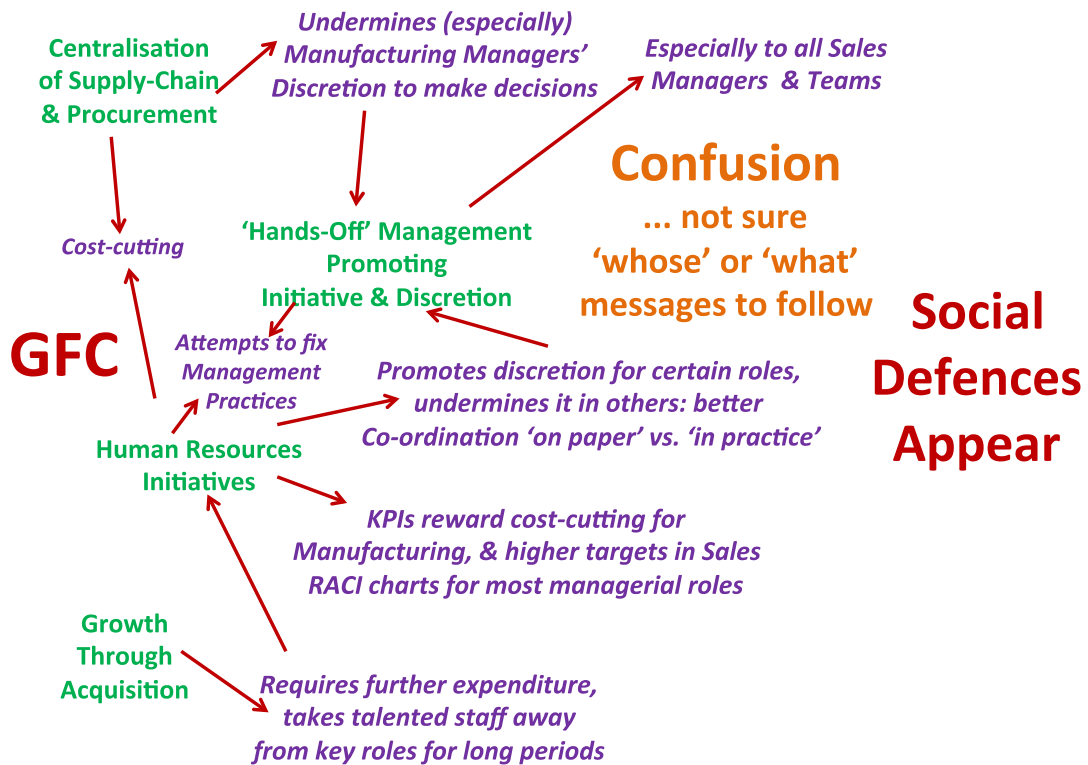 Centralisation
of Supply-Chain
& Procurement
Undermines (especially)
Manufacturing Managers’
Discretion to make decisions
Especially to all Sales
Managers & Teams
Confusion
... not sure
‘whose’ or ‘what’
messages to follow
Cost-cutting
‘Hands-Off’ Management
Promoting
Initiative & Discretion
GFC
Social
Defences
Appear
Attempts to fix
Management
Practices
Promotes discretion for certain roles,
undermines it in others: better
Co-ordination ‘on paper’ vs. ‘in practice’
Human Resources
Initiatives
KPIs reward cost-cutting for
Manufacturing, & higher targets in Sales
RACI charts for most managerial roles
Growth
Through
Acquisition
Requires further expenditure,
takes talented staff away
from key roles for long periods